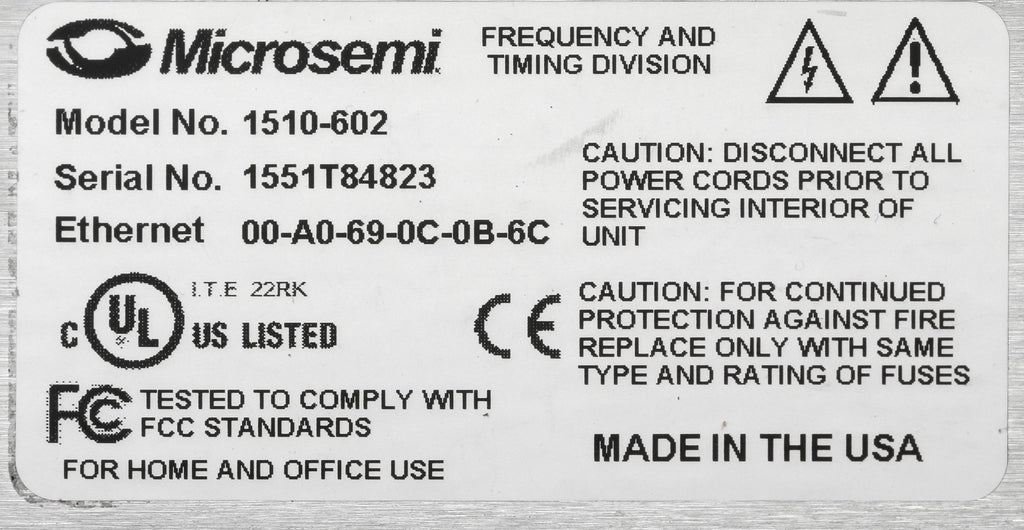 Microsemi
FREQUENCY AND
TIMING DIVISION
Model No. 1510-602
Serial No. 1551T84823
Ethernet 00-A0-69-0C-0B-6C
CAUTION: DISCONNECT ALL
POWER CORDS PRIOR TO
SERVICING INTERIOR OF
UNIT
I.T.E 22RK
C UL US LISTED
CE
CAUTION: FOR CONTINUED
PROTECTION AGAINST FIRE
REPLACE ONLY WITH SAME
TYPE AND RATING OF FUSES
FC TESTED TO COMPLY WITH
FCC STANDARDS
FOR HOME AND OFFICE USE
MADE IN THE USA